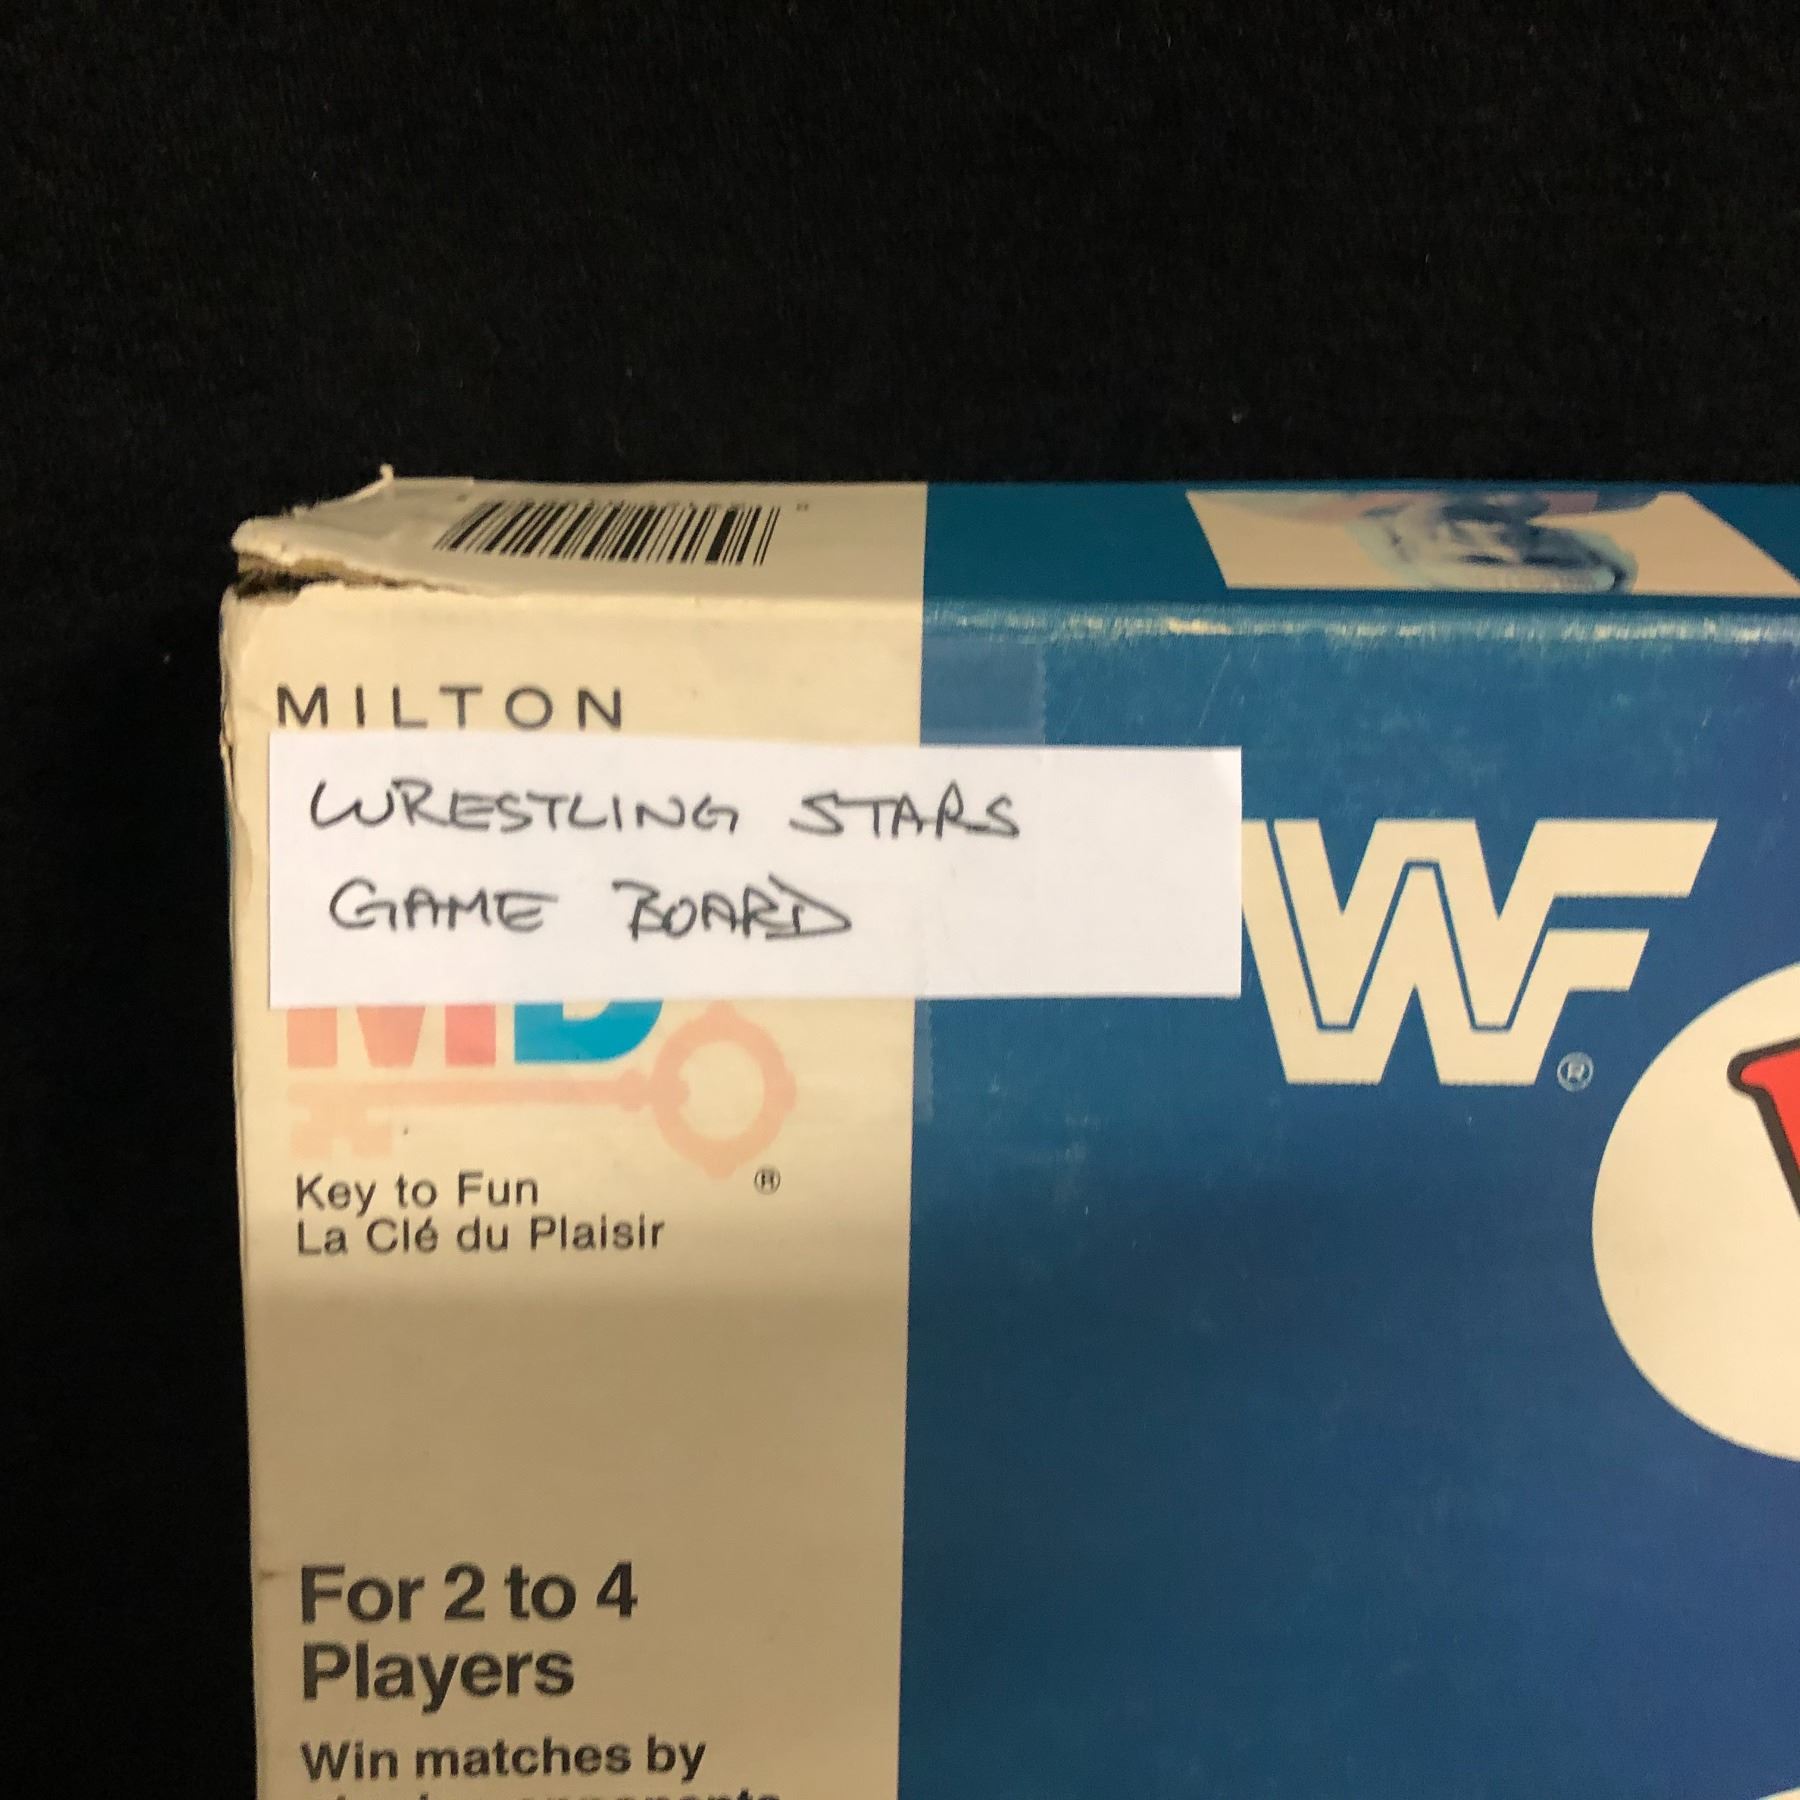 MILTON
WRESTLING STARS
GAME BOARD
WF®
®
Key to Fun
La Clé du Plaisir
For 2 to 4
Players
Win matches by